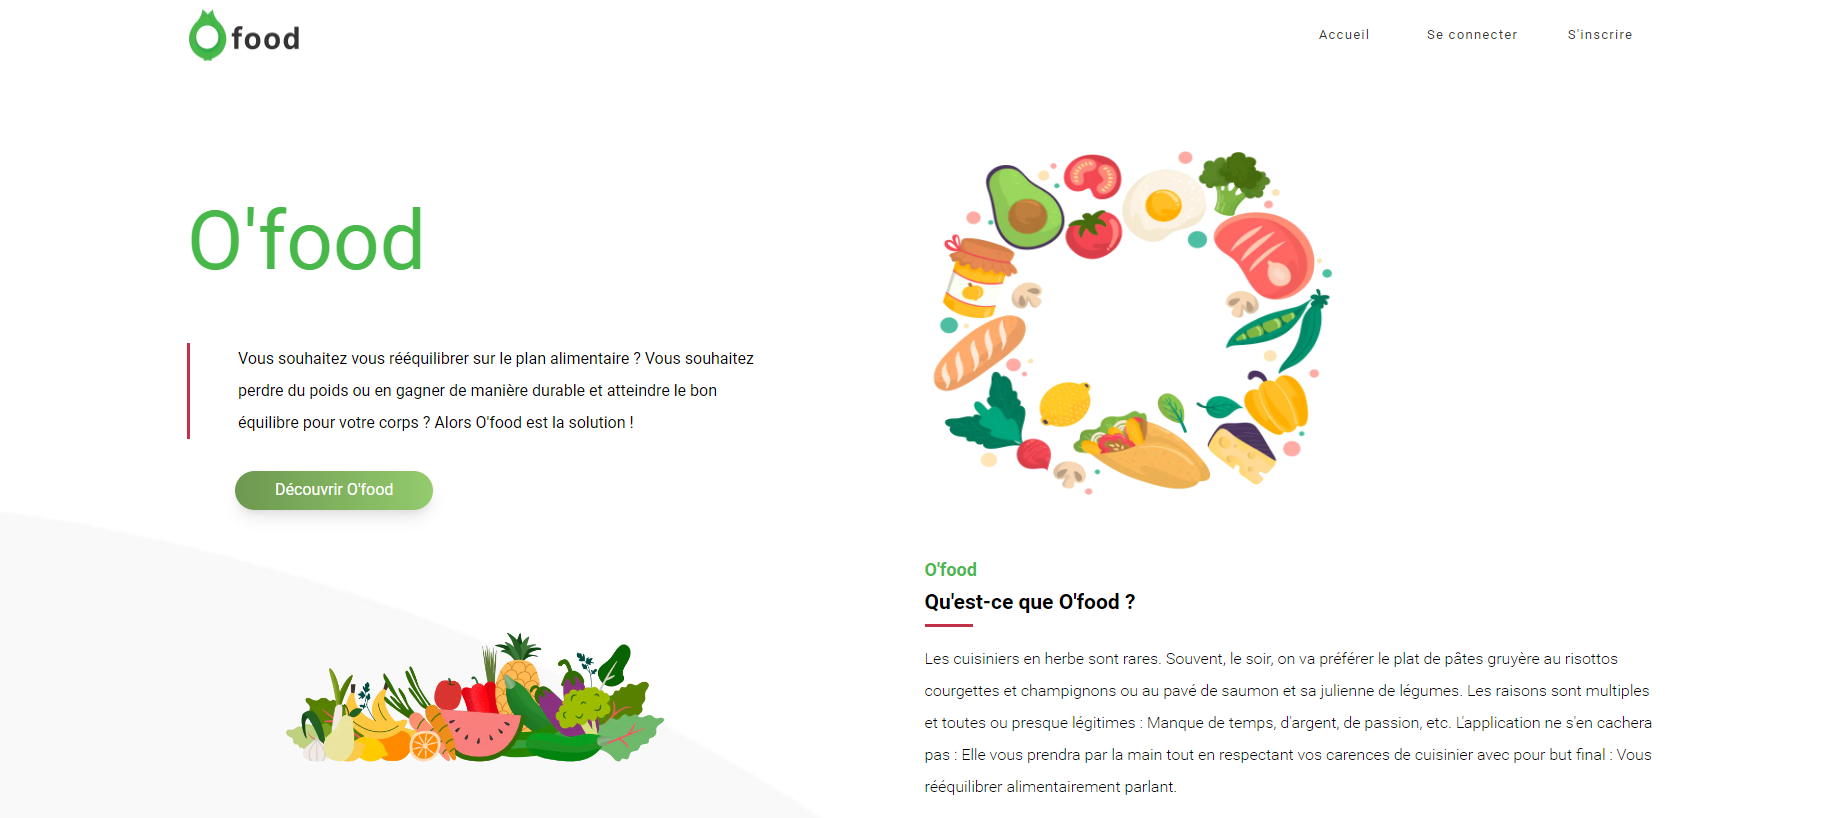 food
Accueil
Se connecter
S'inscrire
O'food
Vous souhaitez vous rééquilibrer sur le plan alimentaire ? Vous souhaitez
perdre du poids ou en gagner de manière durable et atteindre le bon
équilibre pour votre corps ? Alors O'food est la solution !
Découvrir O'food
O'food
Qu'est-ce que O'food ?
Les cuisiniers en herbe sont rares. Souvent, le soir, on va préférer le plat de pâtes gruyère au risottos
courgettes et champignons ou au pavé de saumon et sa julienne de légumes. Les raisons sont multiples
et toutes ou presque légitimes : Manque de temps, d'argent, de passion, etc. L'application ne s'en cachera
pas : Elle vous prendra par la main tout en respectant vos carences de cuisinier avec pour but final : Vous
rééquilibrer alimentairement parlant.